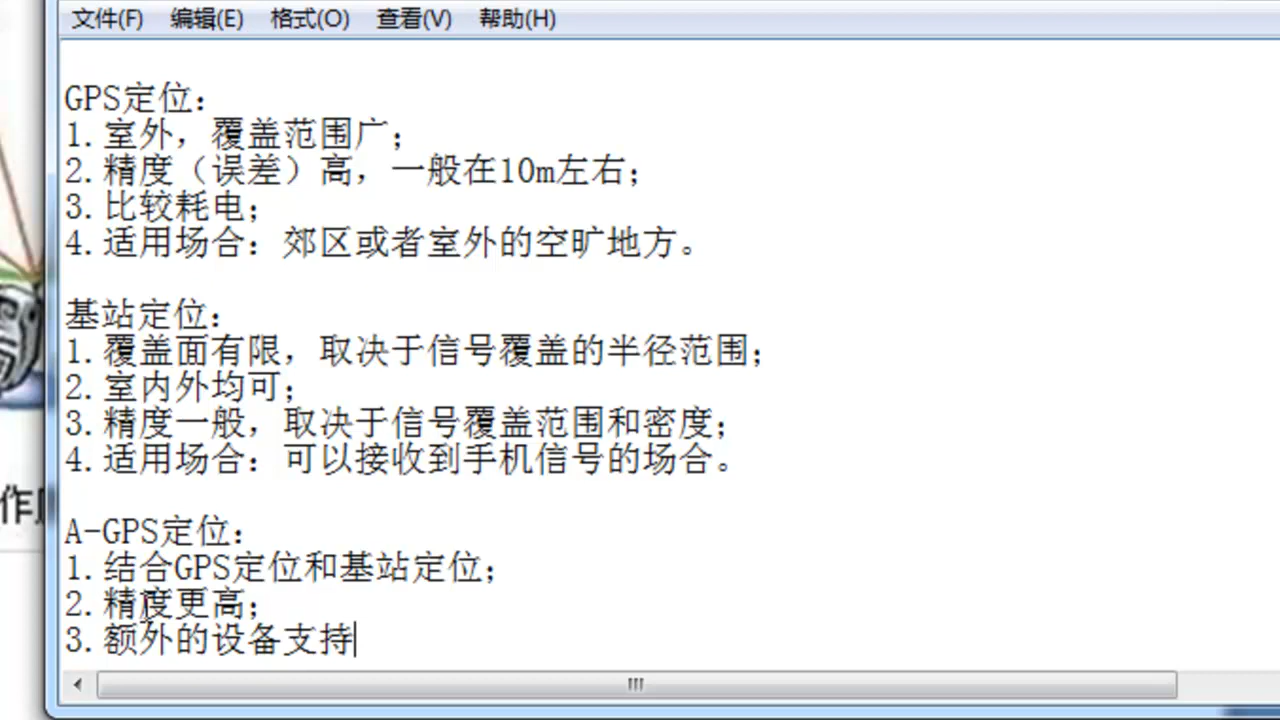 文件(F) 编辑(E) 格式(O) 查看(V) 帮助(H)
GPS定位：
1.室外，覆盖范围广；
2.精度（误差）高，一般在10m左右；
3.比较耗电；
4.适用场合：郊区或者室外的空旷地方。
基站定位：
1.覆盖面有限，取决于信号覆盖的半径范围；
2.室内外均可；
3.精度一般，取决于信号覆盖范围和密度；
4.适用场合：可以接收到手机信号的场合。
作
A-GPS定位：
1.结合GPS定位和基站定位；
2.精度更高；
3.额外的设备支持